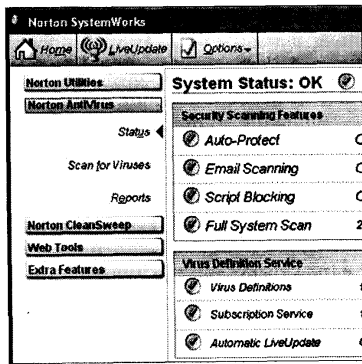 Norton SystemWorks
Home LiveUpdate Options
Norton Utilities
Norton AntiVirus
Status
Scan for Viruses
Reports
Norton CleanSweep
Web Tools
Extra Features
System Status: OK
Security Scanning Features
Auto-Protect
Email Scanning
Script Blocking
Full System Scan 2
Virus Definition Service
Virus Definitions
Subscription Service
Automatic LiveUpdate